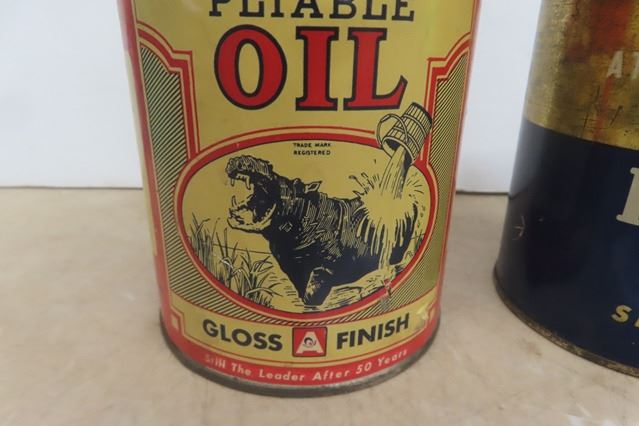 PLIABLE
OIL
TRADE MARK
REGISTERED
GLOSS A FINISH
Still The Leader After 50 Years